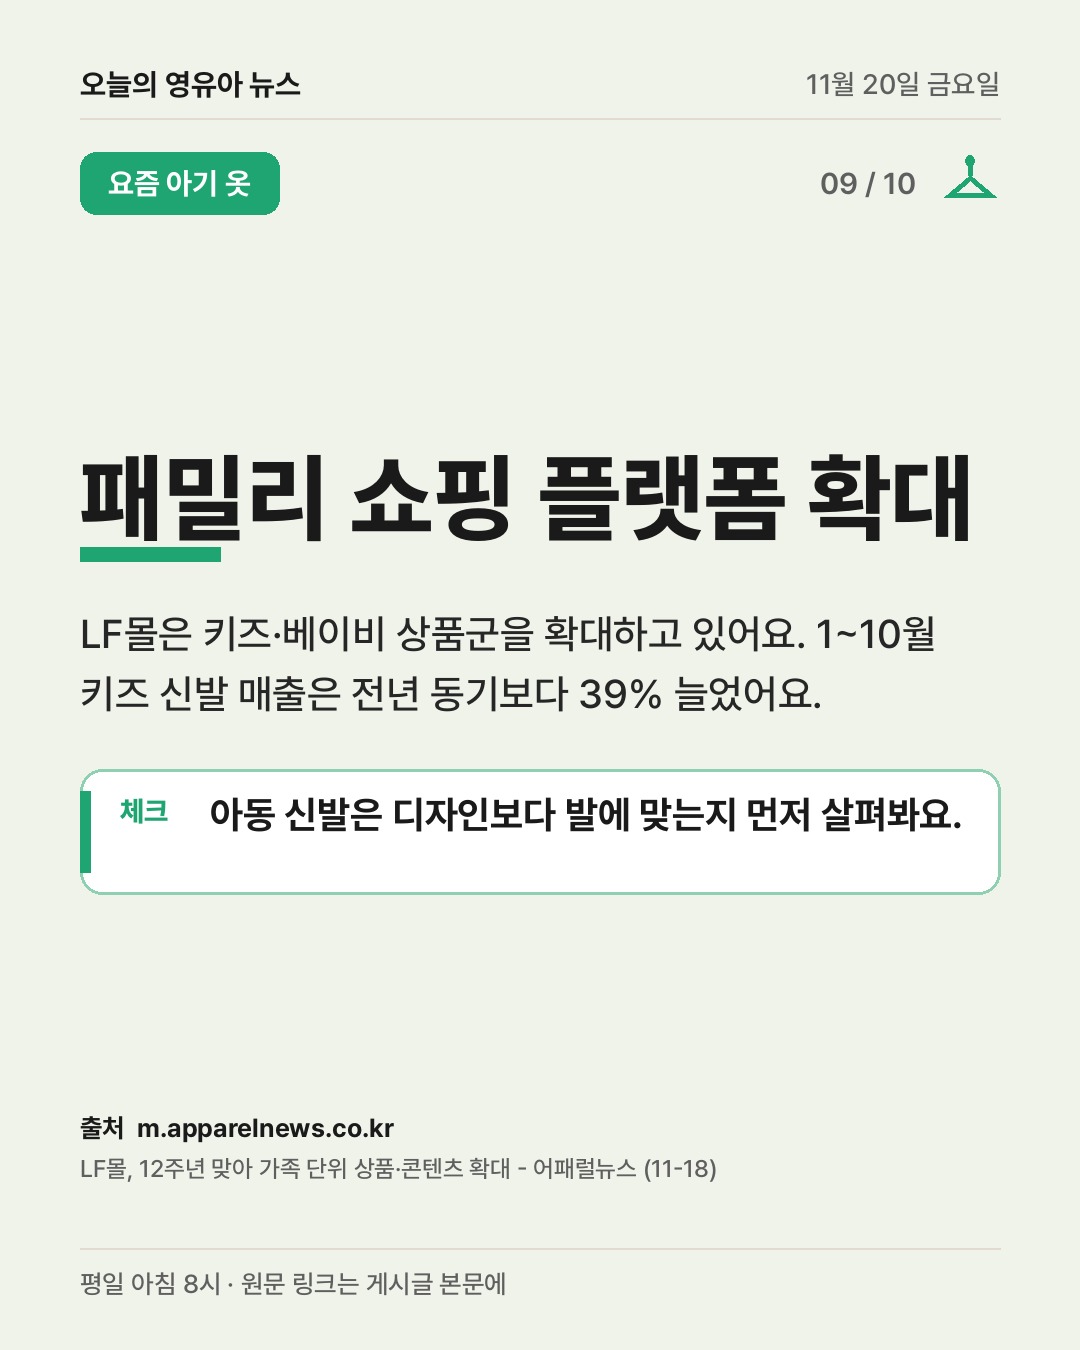 오늘의 영유아 뉴스
11월 20일 금요일
요즘 아기 옷
09 / 10
패밀리 쇼핑 플랫폼 확대
LF몰은 키즈·베이비 상품군을 확대하고 있어요. 1~10월
키즈 신발 매출은 전년 동기보다 39% 늘었어요.
체크 아동 신발은 디자인보다 발에 맞는지 먼저 살펴봐요.
출처 m.apparelnews.co.kr
LF몰, 12주년 맞아 가족 단위 상품·콘텐츠 확대 - 어패럴뉴스 (11-18)
평일 아침 8시 · 원문 링크는 게시글 본문에